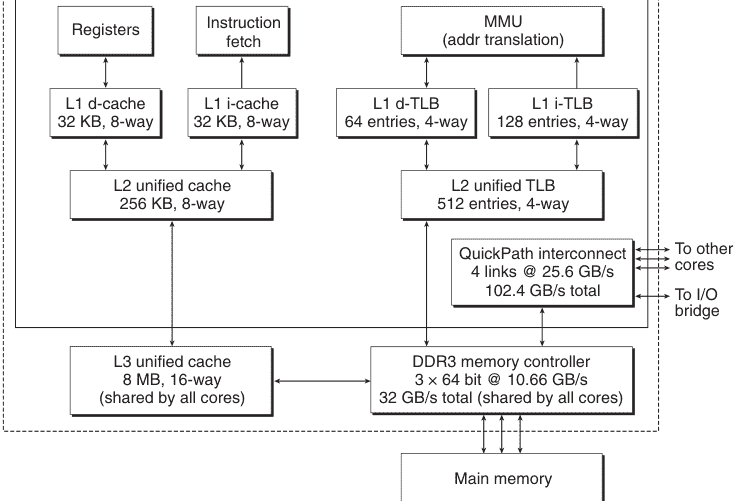 Registers
Instruction
fetch
MMU
(addr translation)
L1 d-cache
32 KB, 8-way
L1 i-cache
32 KB, 8-way
L1 d-TLB
64 entries, 4-way
L1 i-TLB
128 entries, 4-way
L2 unified cache
256 KB, 8-way
L2 unified TLB
512 entries, 4-way
QuickPath interconnect
4 links @ 25.6 GB/s
102.4 GB/s total
To other
cores
To I/O
bridge
L3 unified cache
8 MB, 16-way
(shared by all cores)
DDR3 memory controller
3 × 64 bit @ 10.66 GB/s
32 GB/s total (shared by all cores)
Main memory